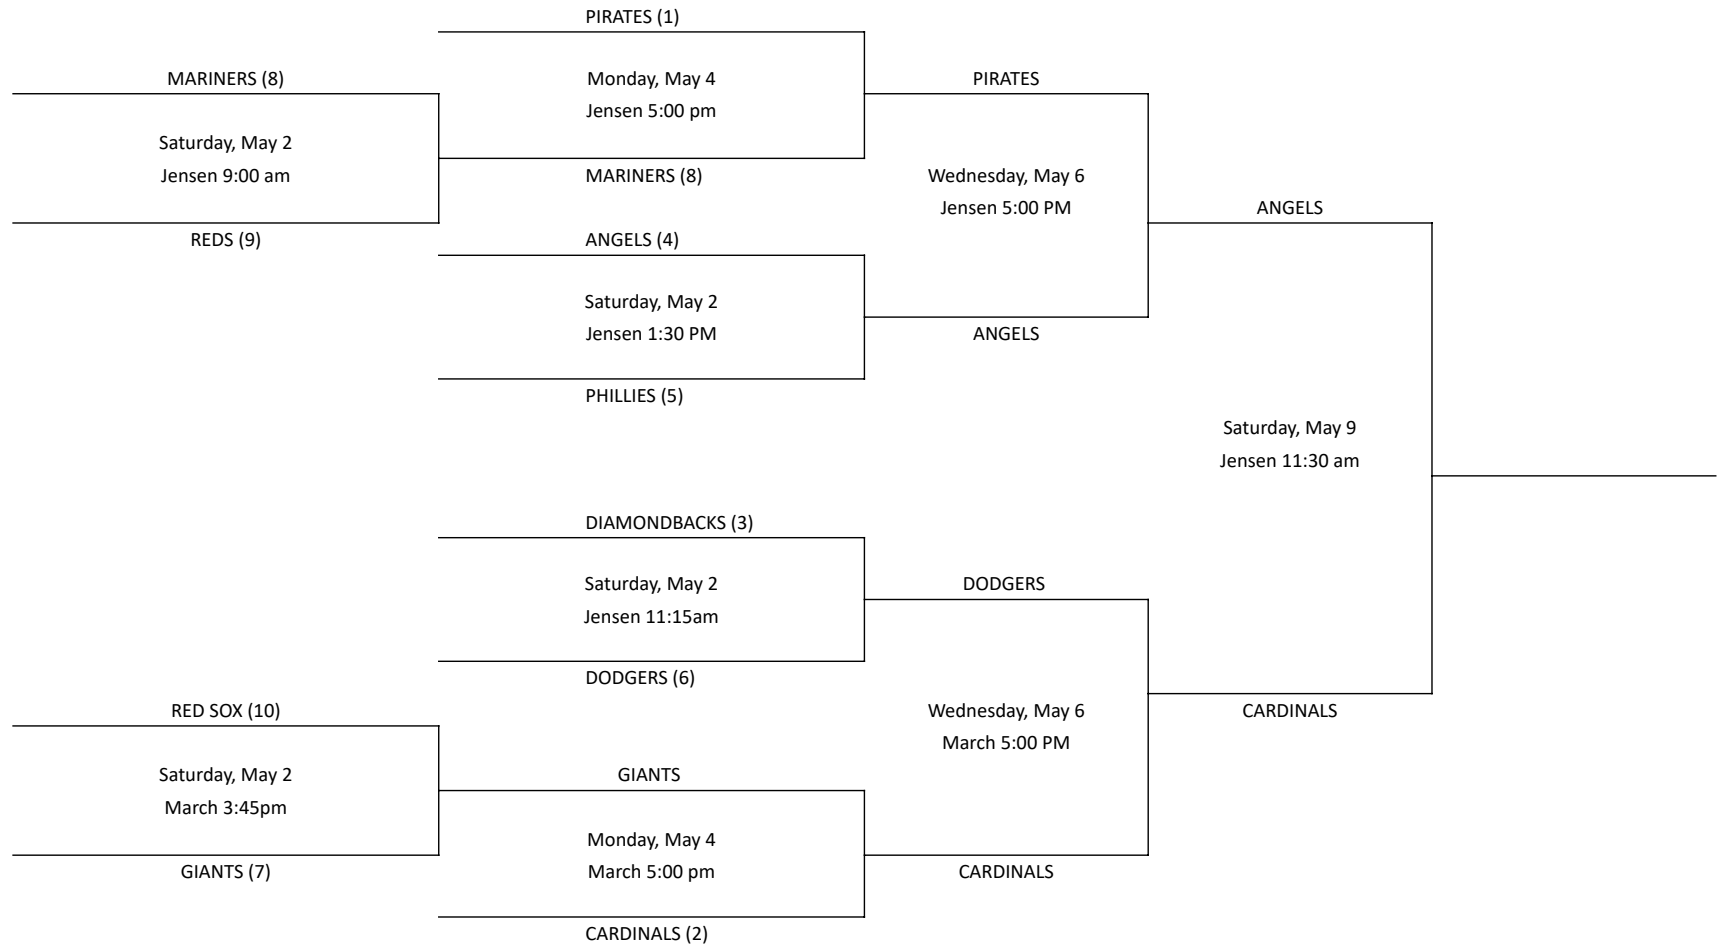 PIRATES (1)
MARINERS (8)
Monday, May 4
Jensen 5:00 pm
PIRATES
Saturday, May 2
Jensen 9:00 am
MARINERS (8)
Wednesday, May 6
Jensen 5:00 PM
ANGELS
REDS (9)
ANGELS (4)
Saturday, May 2
Jensen 1:30 PM
ANGELS
PHILLIES (5)
Saturday, May 9
Jensen 11:30 am
DIAMONDBACKS (3)
Saturday, May 2
Jensen 11:15am
DODGERS
DODGERS (6)
RED SOX (10)
Wednesday, May 6
March 5:00 PM
CARDINALS
Saturday, May 2
March 3:45pm
GIANTS
Monday, May 4
March 5:00 pm
GIANTS (7)
CARDINALS
CARDINALS (2)